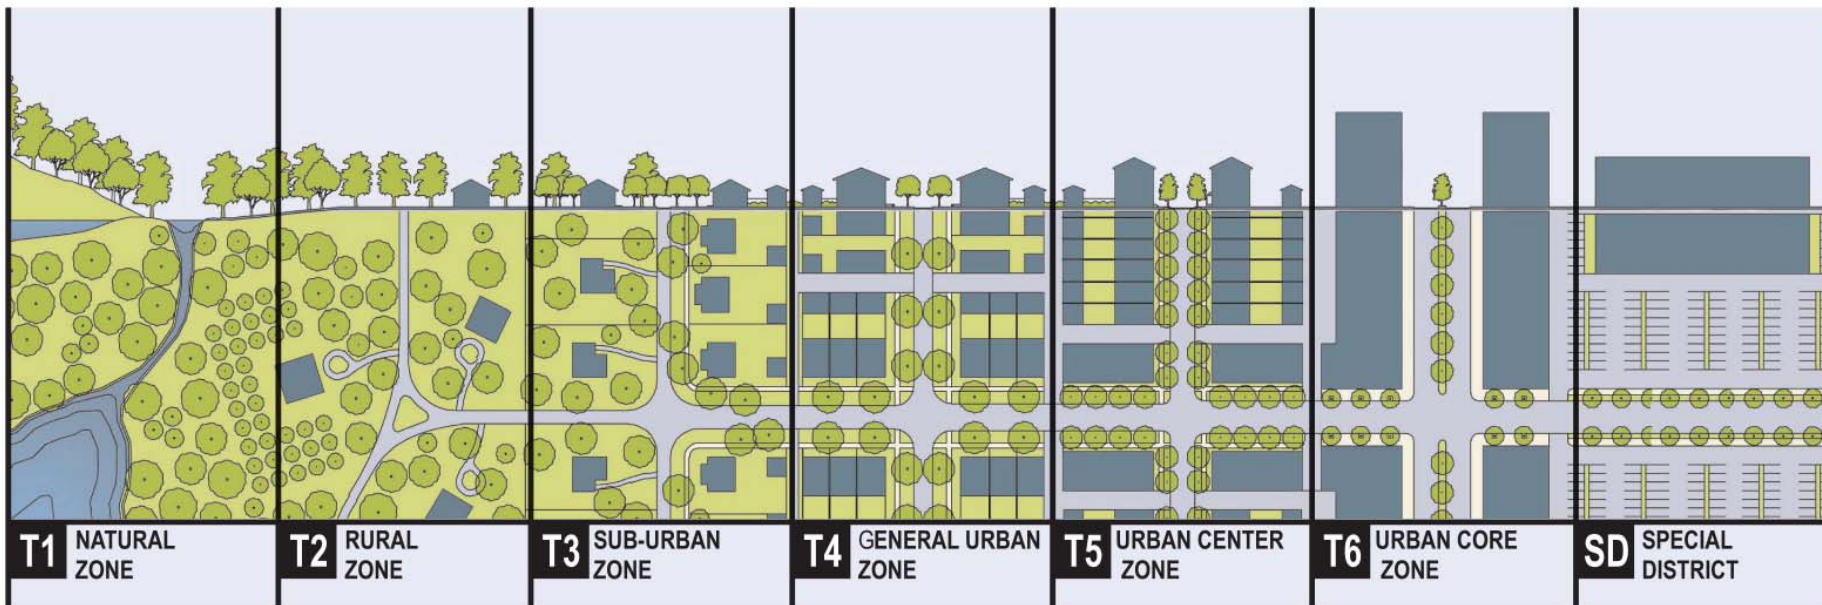 T1 NATURAL
ZONE
T2 RURAL
ZONE
T3 SUB-URBAN
ZONE
T4 GENERAL URBAN
ZONE
T5 URBAN CENTER
ZONE
T6 URBAN CORE
ZONE
SD SPECIAL
DISTRICT